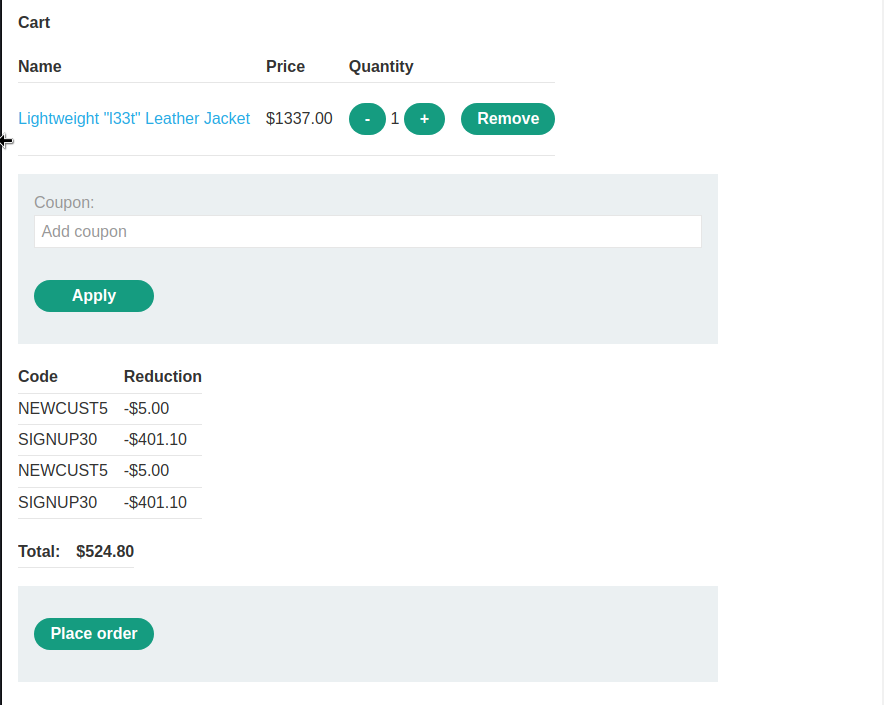 Cart
Name Price Quantity
Lightweight "l33t" Leather Jacket $1337.00 - 1 + Remove
Coupon:
Add coupon
Apply
Code Reduction
NEWCUST5 -$5.00
SIGNUP30 -$401.10
NEWCUST5 -$5.00
SIGNUP30 -$401.10
Total: $524.80
Place order